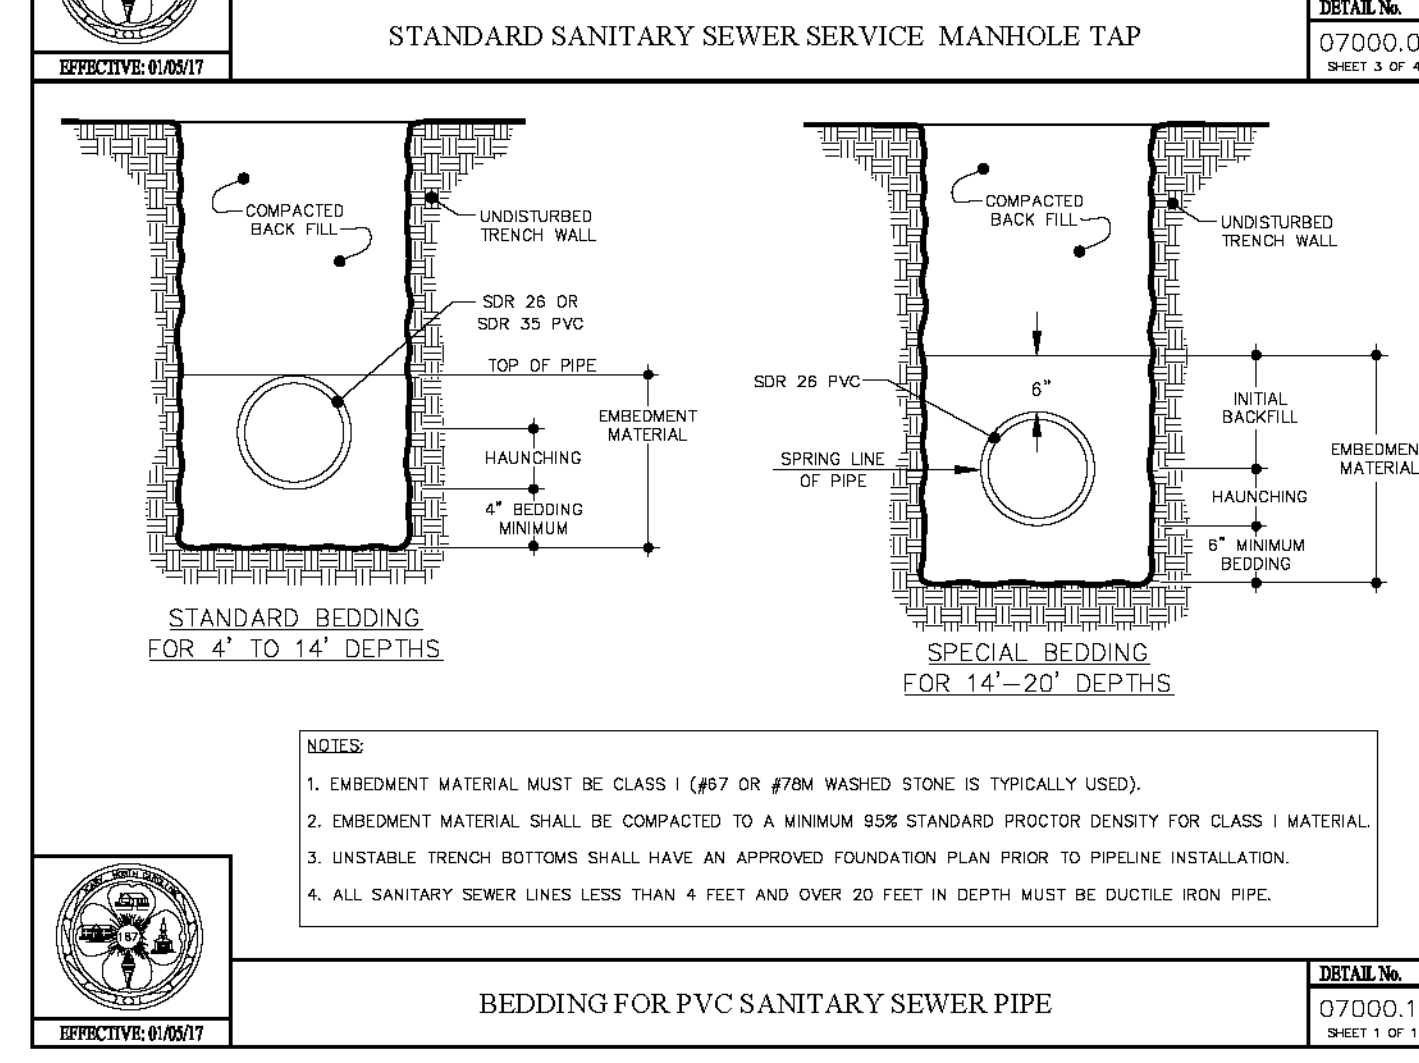 DETAIL No.
STANDARD SANITARY SEWER SERVICE MANHOLE TAP
07000.0
SHEET 3 OF 4
EFFECTIVE: 01/05/17
COMPACTED
BACK FILL
UNDISTURBED
TRENCH WALL
SDR 26 OR
SDR 35 PVC
TOP OF PIPE
EMBEDMENT
MATERIAL
HAUNCHING
4" BEDDING
MINIMUM
STANDARD BEDDING
FOR 4' TO 14' DEPTHS
COMPACTED
BACK FILL
UNDISTURBED
TRENCH WALL
SDR 26 PVC
6"
INITIAL
BACKFILL
SPRING LINE
OF PIPE
EMBEDMEN
MATERIAL
HAUNCHING
6" MINIMUM
BEDDING
SPECIAL BEDDING
FOR 14'-20' DEPTHS
NOTES:
1. EMBEDMENT MATERIAL MUST BE CLASS I (#67 OR #78M WASHED STONE IS TYPICALLY USED).
2. EMBEDMENT MATERIAL SHALL BE COMPACTED TO A MINIMUM 95% STANDARD PROCTOR DENSITY FOR CLASS I MATERIAL.
3. UNSTABLE TRENCH BOTTOMS SHALL HAVE AN APPROVED FOUNDATION PLAN PRIOR TO PIPELINE INSTALLATION.
4. ALL SANITARY SEWER LINES LESS THAN 4 FEET AND OVER 20 FEET IN DEPTH MUST BE DUCTILE IRON PIPE.
CARY, NORTH CAROLINA
187
EFFECTIVE: 01/05/17
BEDDING FOR PVC SANITARY SEWER PIPE
DETAIL No.
07000.1
SHEET 1 OF 1